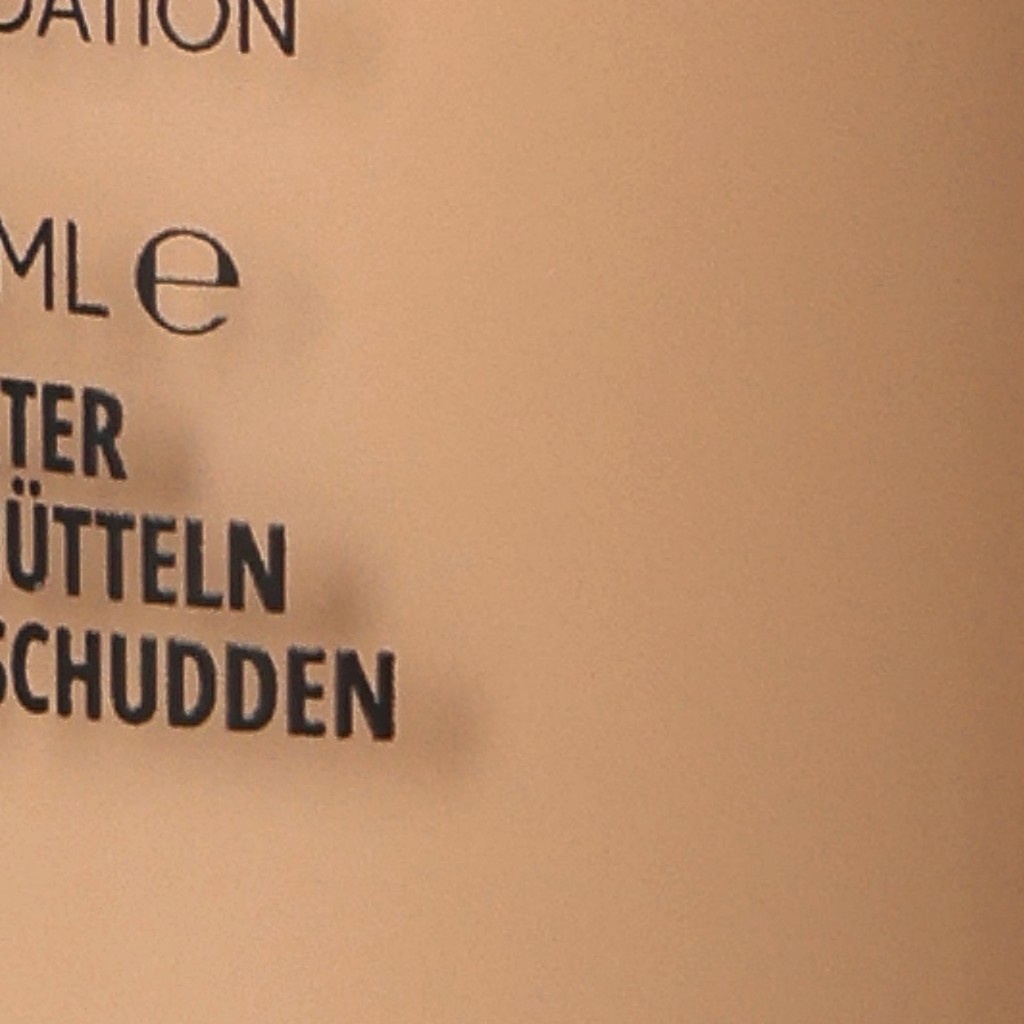 DATION
ML ℮
TER
ÜTTELN
SCHUDDEN